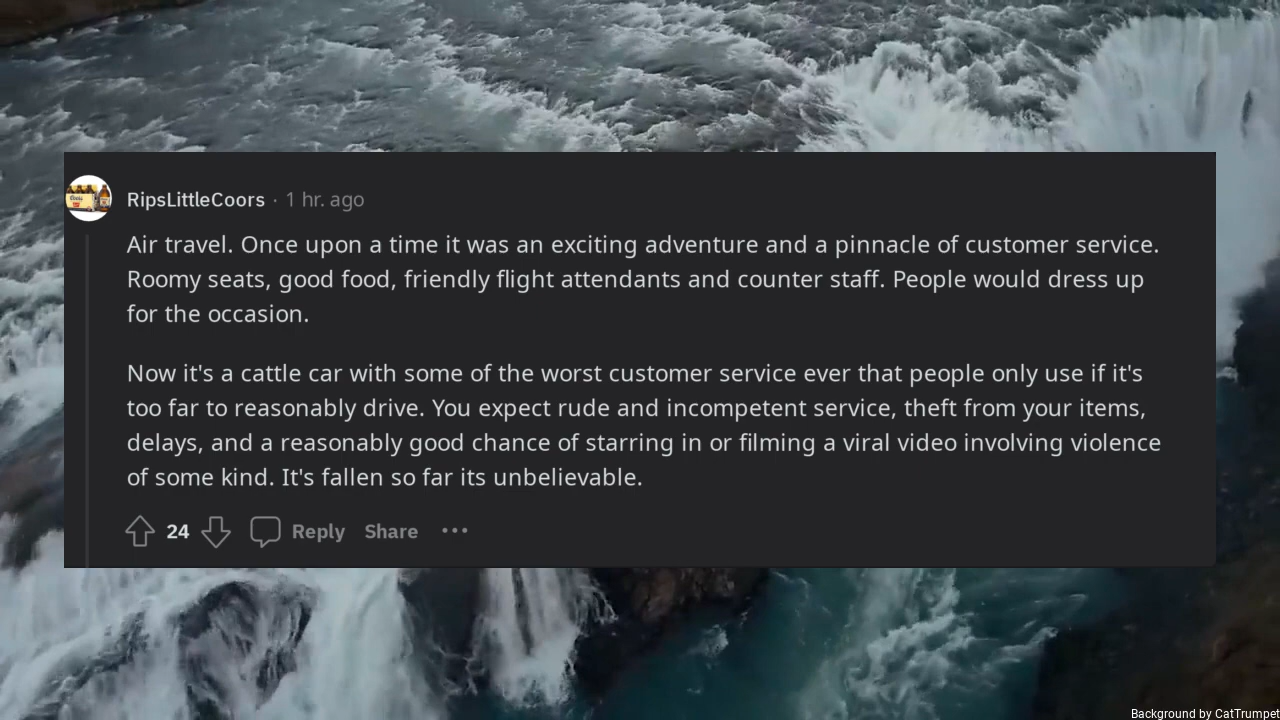 RipsLittleCoors · 1 hr. ago
Air travel. Once upon a time it was an exciting adventure and a pinnacle of customer service.
Roomy seats, good food, friendly flight attendants and counter staff. People would dress up
for the occasion.
Now it's a cattle car with some of the worst customer service ever that people only use if it's
too far to reasonably drive. You expect rude and incompetent service, theft from your items,
delays, and a reasonably good chance of starring in or filming a viral video involving violence
of some kind. It's fallen so far its unbelievable.
24 Reply Share ···
Background by CatTrumpet